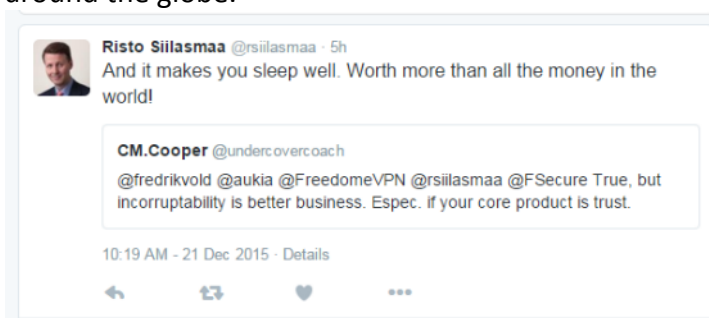 around the globe.
Risto Siilasmaa @rsiilasmaa · 5h
And it makes you sleep well. Worth more than all the money in the
world!
CM.Cooper @undercovercoach
@fredrikvold @aukia @FreedomeVPN @rsiilasmaa @FSecure True, but
incorruptability is better business. Espec. if your core product is trust.
10:19 AM - 21 Dec 2015 · Details